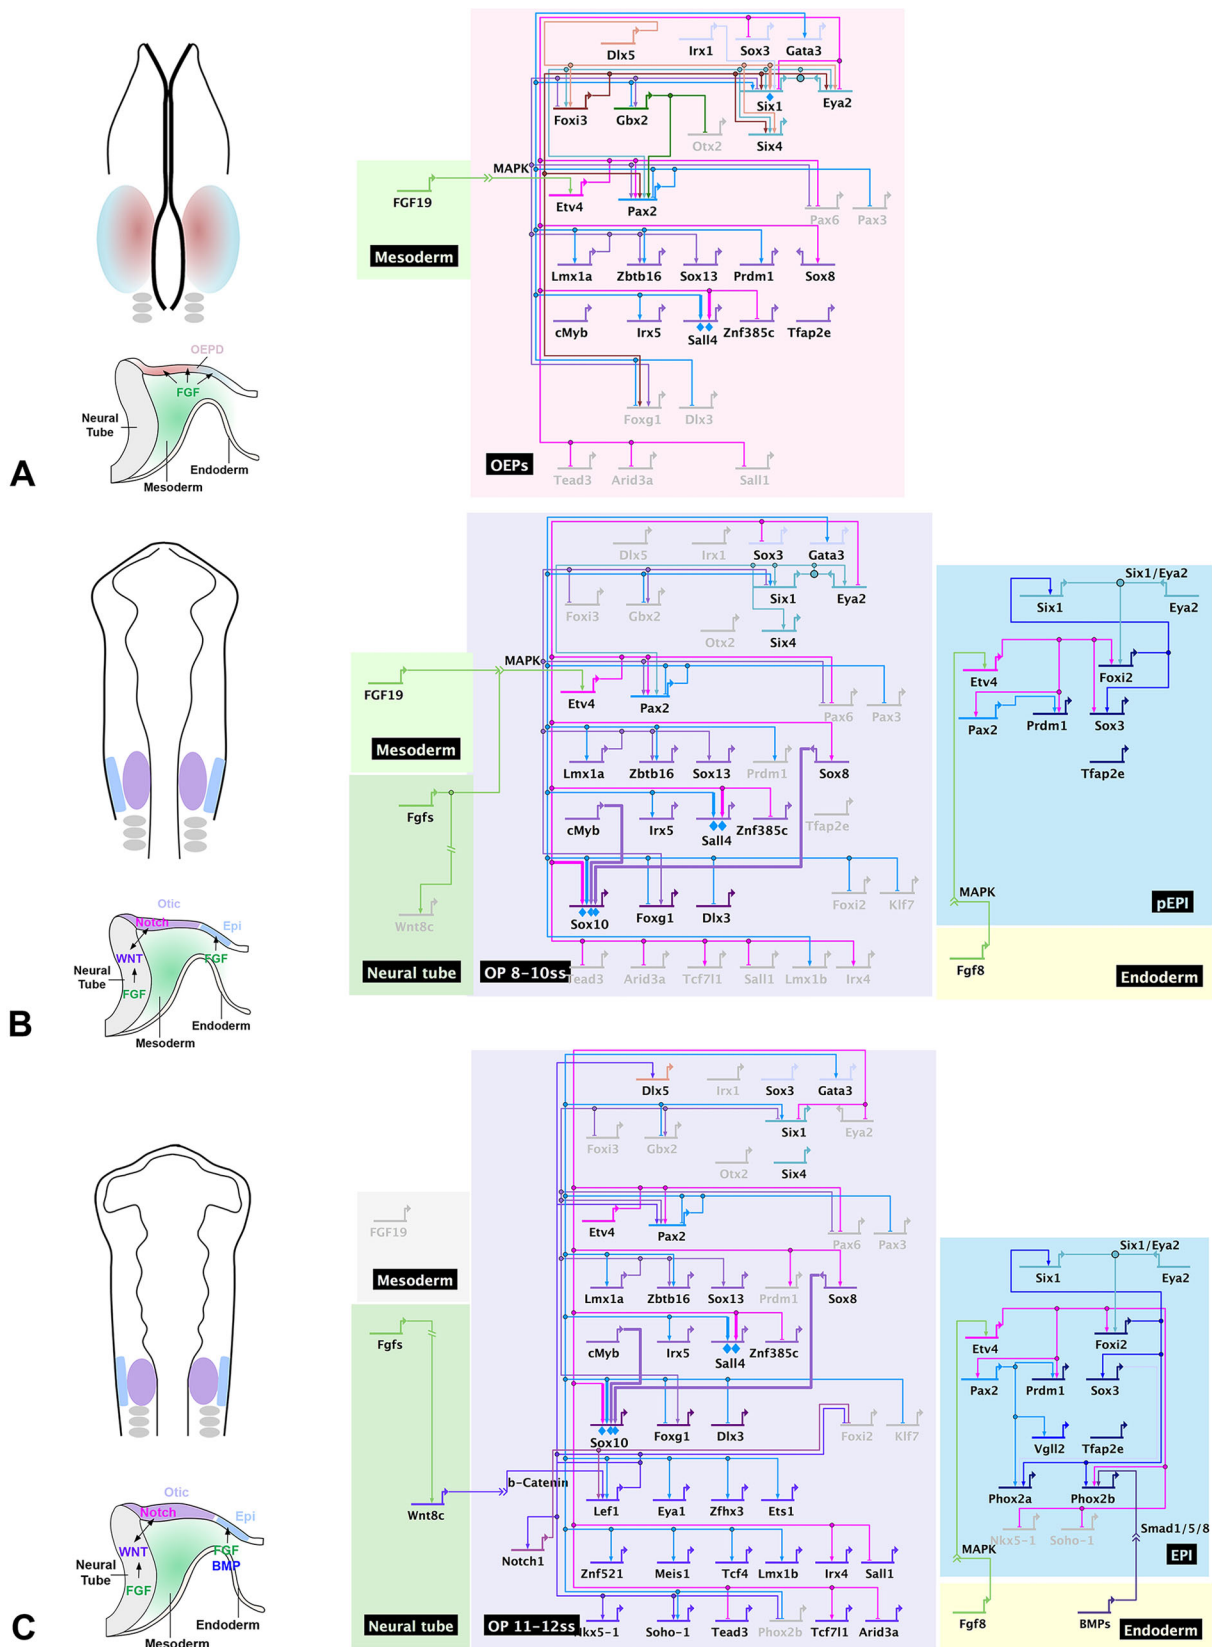 Dlx5 Irx1 Sox3 Gata3
Six1 Eya2
Foxi3 Gbx2
Otx2 Six4
MAPK
FGF19 Etv4 Pax2 Pax6 Pax3
Mesoderm
Lmx1a Zbtb16 Sox13 Prdm1 Sox8
cMyb Irx5 Sall4 Znf385c Tfap2e
OEPD
FGF
Neural
Tube
Endoderm
Mesoderm
Foxg1 Dlx3
OEPs
Tead3 Arid3a Sall1
A
Dlx5 Irx1 Sox3 Gata3
Six1 Eya2
Foxi3 Gbx2
Otx2 Six4
MAPK
FGF19 Etv4 Pax2 Pax6 Pax3
Mesoderm
Lmx1a Zbtb16 Sox13 Prdm1 Sox8
Fgfs cMyb Irx5 Sall4 Znf385c Tfap2e
Wnt8c Sox10 Foxg1 Dlx3 Foxi2 Klf7
Neural tube OP 8-10ss Tead3 Arid3a Tcf7l1 Sall1 Lmx1b Irx4
Six1/Eya2
Six1 Eya2
Etv4 Foxi2
Pax2 Prdm1 Sox3
Tfap2e
MAPK
pEPI
Fgf8 Endoderm
Otic
Notch Epi
WNT
FGF
Neural
Tube
FGF
Endoderm
Mesoderm
B
Dlx5 Irx1 Sox3 Gata3
Six1 Eya2
Foxi3 Gbx2
Otx2 Six4
FGF19 Etv4 Pax2 Pax6 Pax3
Mesoderm
Lmx1a Zbtb16 Sox13 Prdm1 Sox8
Fgfs cMyb Irx5 Sall4 Znf385c
Sox10 Foxg1 Dlx3 Foxi2 Klf7
b-Catenin
Wnt8c Lef1 Eya1 Zfhx3 Ets1
Notch1
Znf521 Meis1 Tcf4 Lmx1b Irx4 Sall1
Neural tube OP 11-12ss
Nkx5-1 Soho-1 Tead3 Phox2b Tcf7l1 Arid3a
Six1/Eya2
Six1 Eya2
Etv4 Foxi2
Pax2 Prdm1 Sox3
Vgll2 Tfap2e
Phox2a Phox2b
Nkx5-1 Soho-1
Smad1/5/8
MAPK EPI
Fgf8 BMPs Endoderm
Otic
Notch Epi
WNT
FGF
BMP
Neural
Tube
FGF
Endoderm
Mesoderm
C